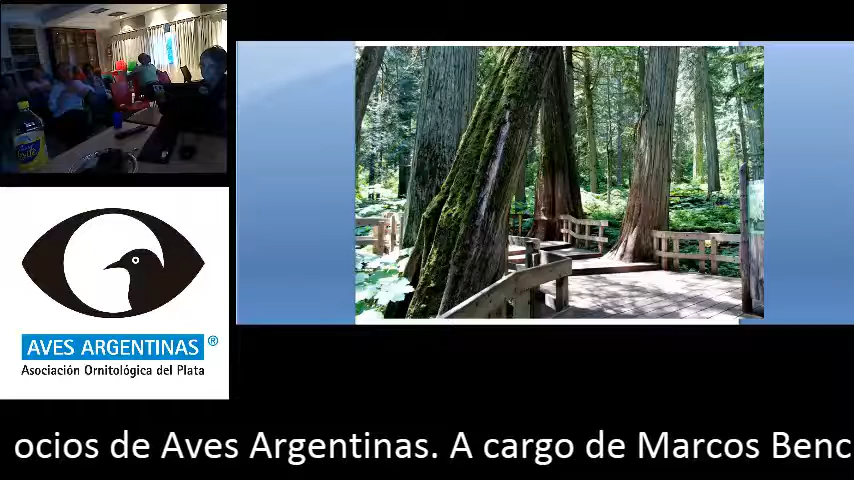 AVES ARGENTINAS ®
Asociación Ornitológica del Plata
ocios de Aves Argentinas. A cargo de Marcos Benc